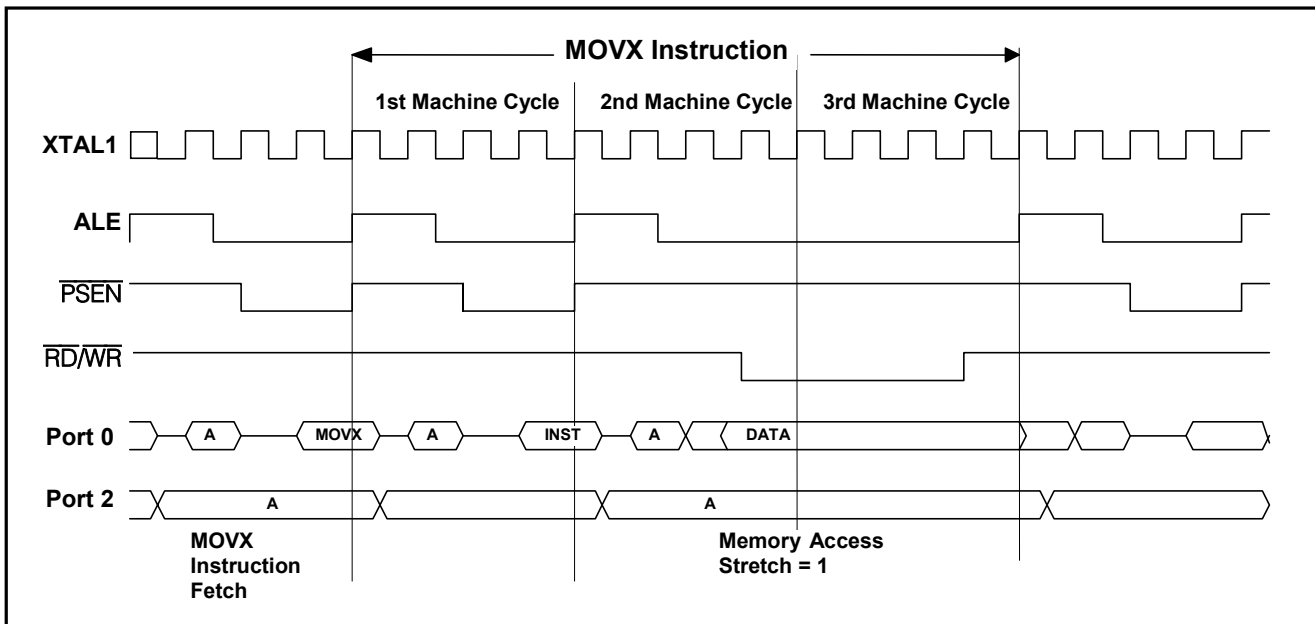 MOVX Instruction
1st Machine Cycle
2nd Machine Cycle
3rd Machine Cycle
XTAL1
ALE
PSEN
RD/WR
Port 0
A
MOVX
A
INST
A
DATA
Port 2
A
A
MOVX
Instruction
Fetch
Memory Access
Stretch = 1